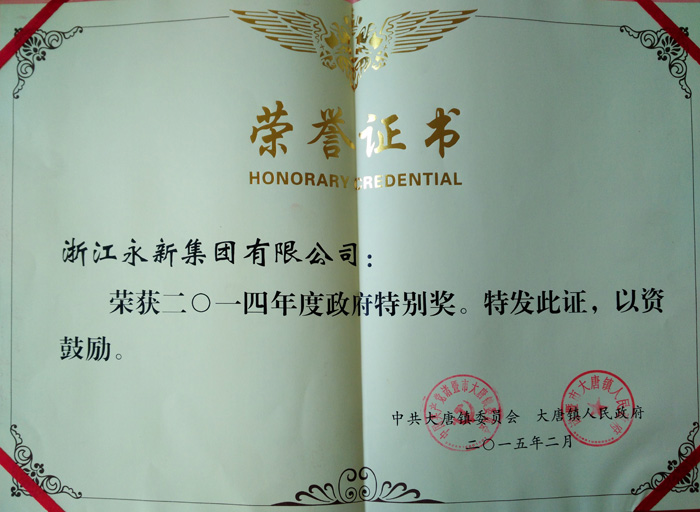 荣誉证书
HONORARY CREDENTIAL
浙江永新集团有限公司：
荣获二〇一四年度政府特别奖。特发此证，以资
鼓励。
中共大唐镇委员会 大唐镇人民政府
二〇一五年二月